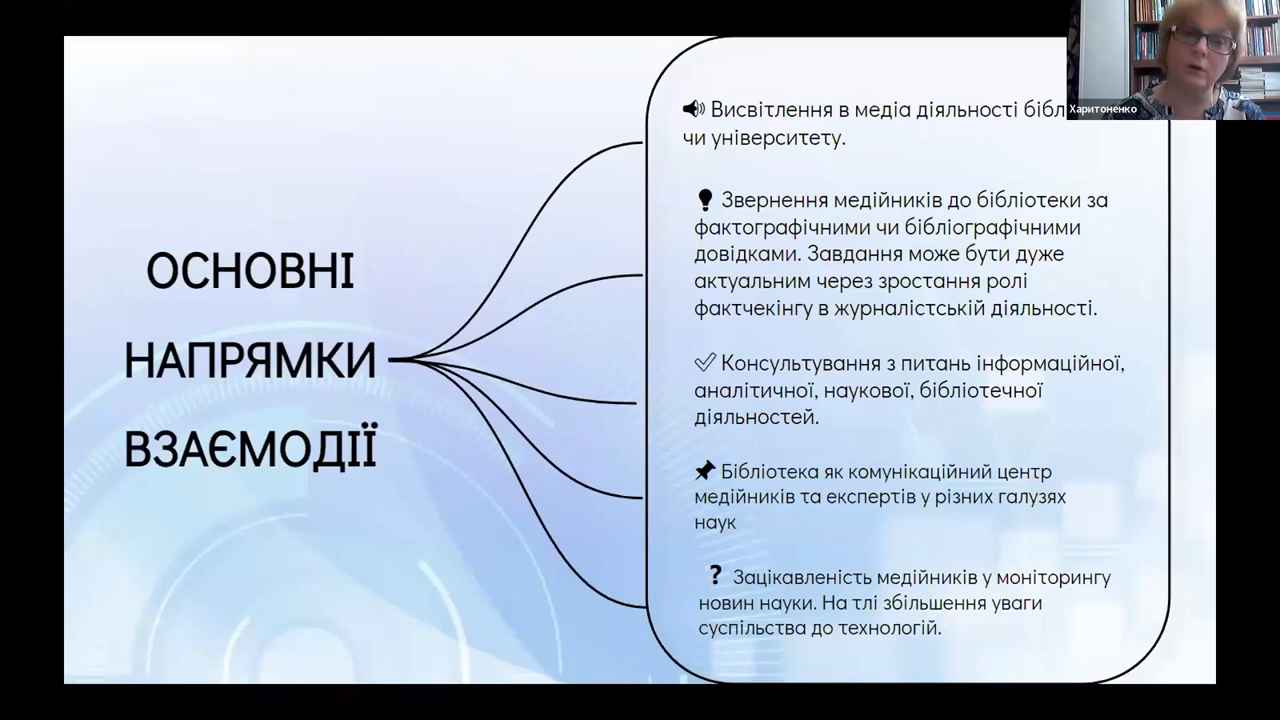 Харитоненко
ОСНОВНІ
НАПРЯМКИ
ВЗАЄМОДІЇ
Висвітлення в медіа діяльності
чи університету.
Звернення медійників до бібліотеки за
фактографічними чи бібліографічними
довідками. Завдання може бути дуже
актуальним через зростання ролі
фактчекінгу в журналістській діяльності.
Консультування з питань інформаційної,
аналітичної, наукової, бібліотечної
діяльностей.
Бібліотека як комунікаційний центр
медійників та експертів у різних галузях
наук
? Зацікавленість медійників у моніторингу
новин науки. На тлі збільшення уваги
суспільства до технологій.